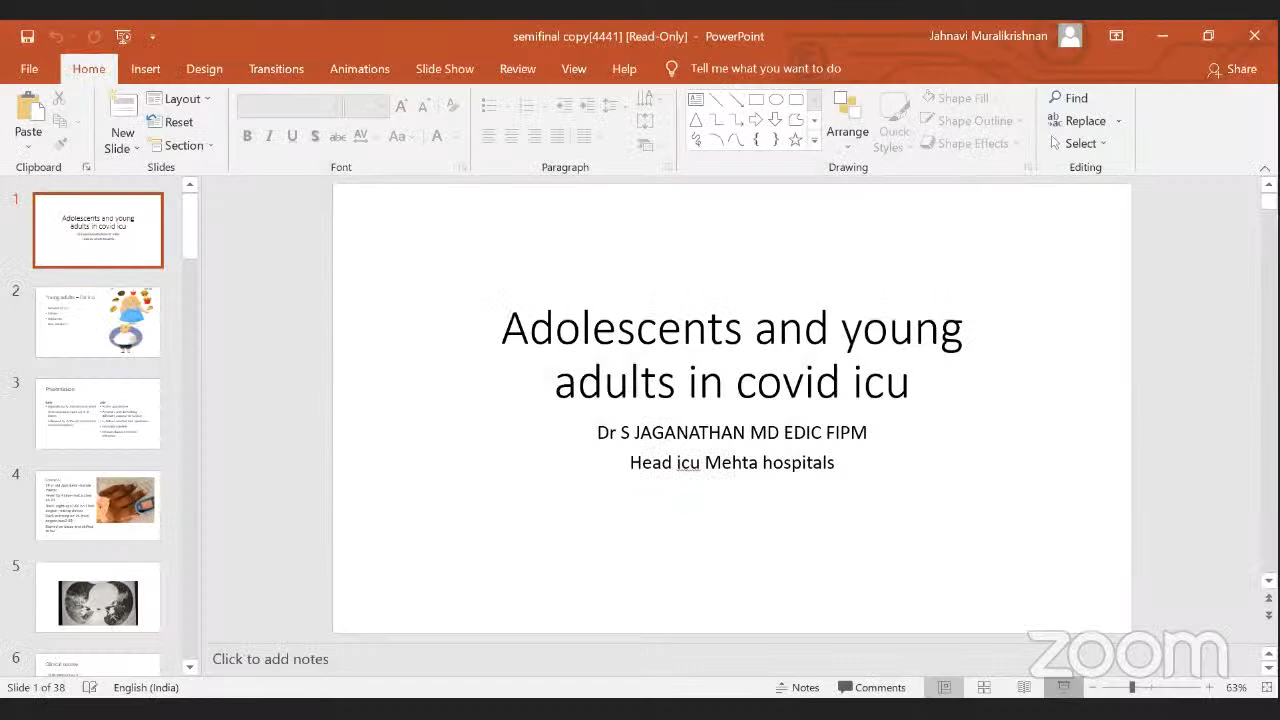 semifinal copy[4441] [Read-Only] - PowerPoint
Jahnavi Muralikrishnan
File Home Insert Design Transitions Animations Slide Show Review View Help Tell me what you want to do Share
Paste
Clipboard
New
Slide
Layout
Reset
Section
Slides
Font
Paragraph
Arrange
Quick
Styles
Shape Fill
Shape Outline
Shape Effects
Drawing
Find
Replace
Select
Editing
1
Adolescents and young
adults in covid icu
2
3
Presentation
4
5
6
Adolescents and young
adults in covid icu
Dr S JAGANATHAN MD EDIC FIPM
Head icu Mehta hospitals
zoom
Click to add notes
Slide 1 of 38 English (India) Notes Comments 63%